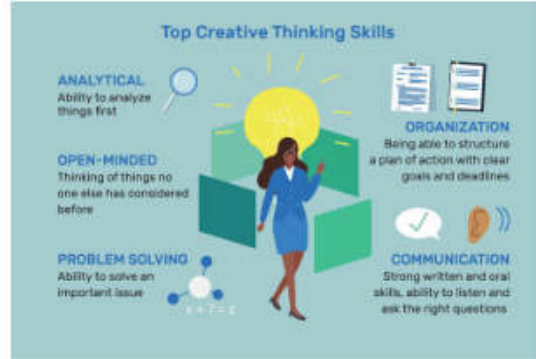 Top Creative Thinking Skills
ANALYTICAL
Ability to analyze
things first
OPEN-MINDED
Thinking of things no
one else has considered
before
PROBLEM SOLVING
Ability to solve an
important issue
ORGANIZATION
Being able to structure
a plan of action with clear
goals and deadlines
COMMUNICATION
Strong written and oral
skills, ability to listen and
ask the right questions